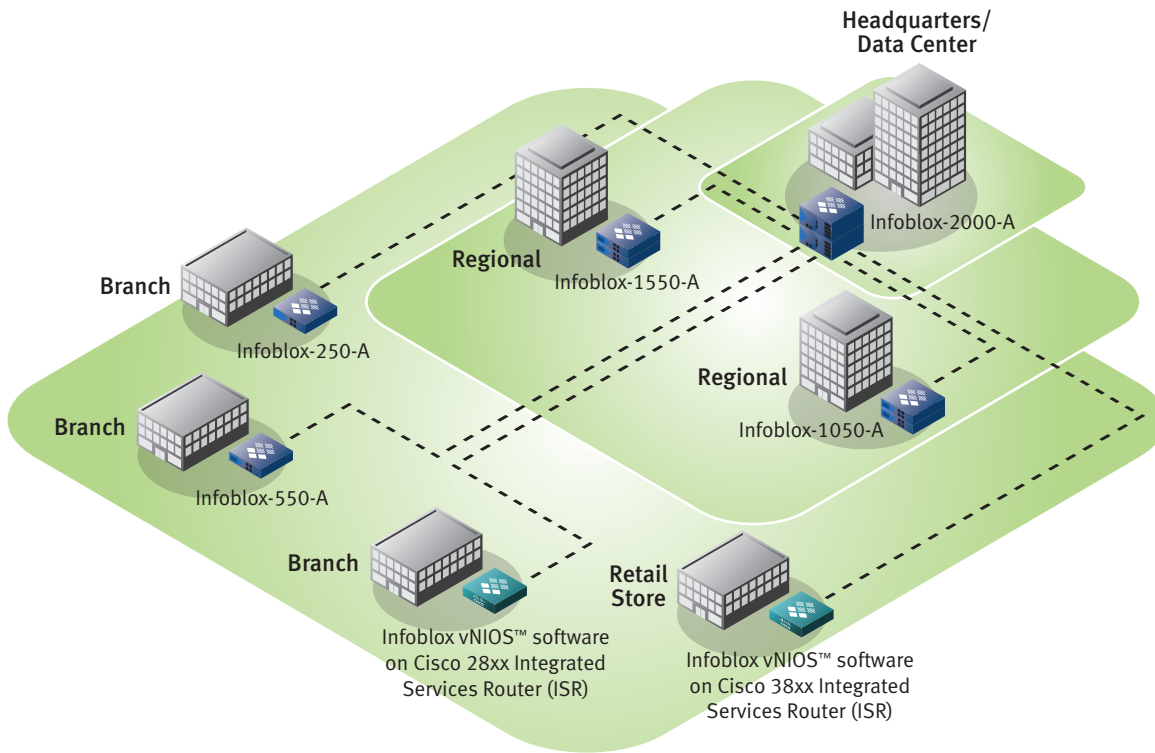 Headquarters/
Data Center
Infoblox-2000-A
Regional
Infoblox-1550-A
Branch
Infoblox-250-A
Regional
Infoblox-1050-A
Branch
Infoblox-550-A
Branch
Infoblox vNIOS™ software
on Cisco 28xx Integrated
Services Router (ISR)
Retail
Store
Infoblox vNIOS™ software
on Cisco 38xx Integrated
Services Router (ISR)